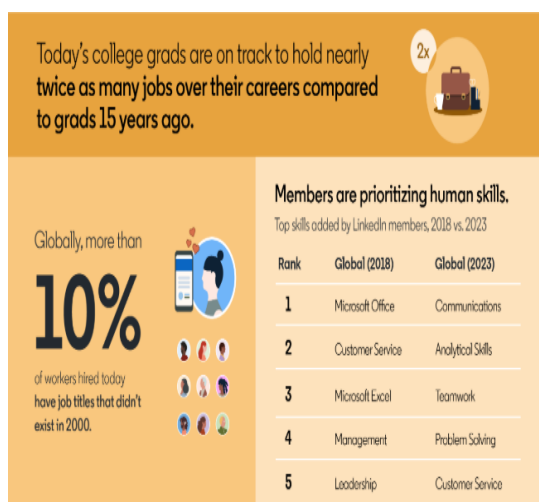 Today's college grads are on track to hold nearly
twice as many jobs over their careers compared
to grads 15 years ago.
2x
Globally, more than
10%
of workers hired today
have job titles that didn't
exist in 2000.
Members are prioritizing human skills.
Top skills added by LinkedIn members, 2018 vs. 2023
Rank Global (2018) Global (2023)
1 Microsoft Office Communications
2 Customer Service Analytical Skills
3 Microsoft Excel Teamwork
4 Management Problem Solving
5 Leadership Customer Service